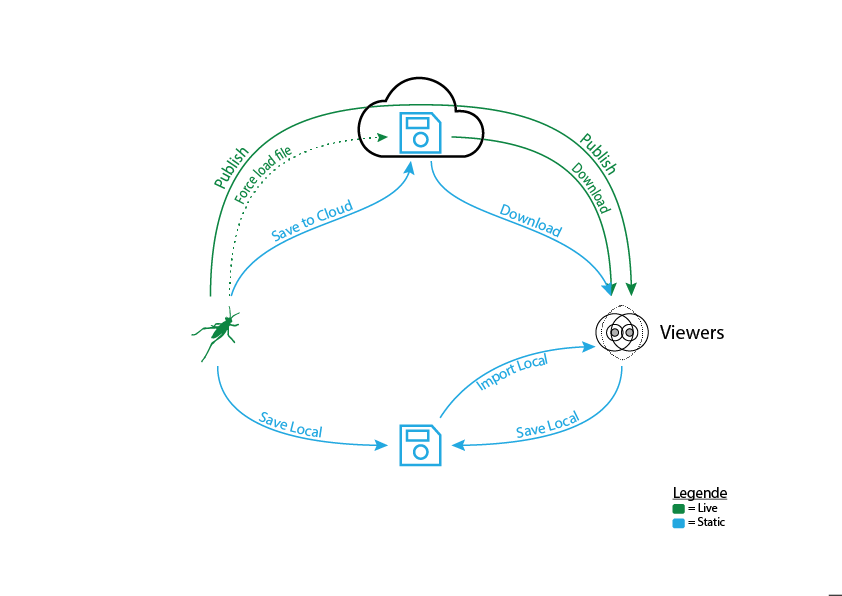 Publish
Publish
Force load file
Download
Save to Cloud
Download
Viewers
Import Local
Save Local
Save Local
Legende
= Live
= Static